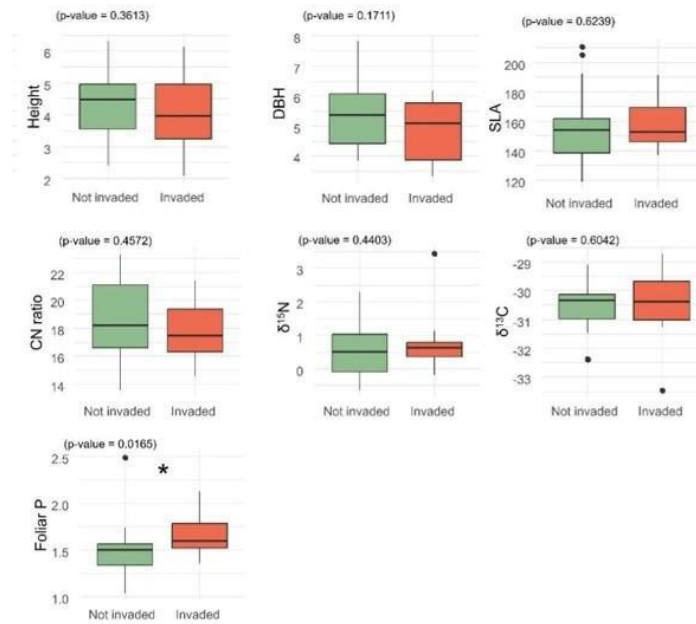 (p-value = 0.3613)
Height
6
5
4
3
2
Not invaded Invaded
(p-value = 0.1711)
DBH
8
7
6
5
4
Not invaded Invaded
(p-value = 0.6239)
SLA
200
180
160
140
120
Not invaded Invaded
(p-value = 0.4572)
CN ratio
22
20
18
16
14
Not invaded Invaded
(p-value = 0.4403)
δ¹⁵N
3
2
1
0
Not invaded Invaded
(p-value = 0.6042)
δ¹³C
-29
-30
-31
-32
-33
Not invaded Invaded
(p-value = 0.0165)
*
Foliar P
2.5
2.0
1.5
1.0
Not invaded Invaded